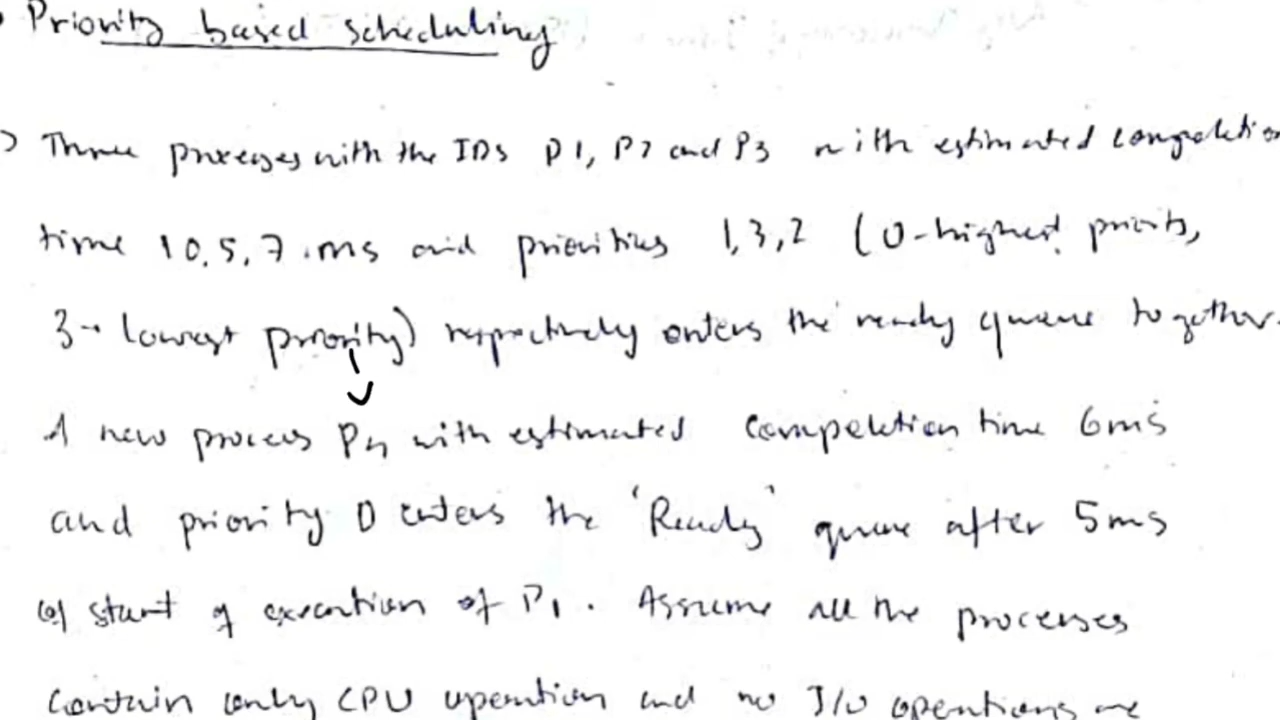 Priority based scheduling
Three processes with the IDs P1, P2 and P3 with estimated completion
time 10, 5, 7 ms and priorities 1, 3, 2 (0-highest priority,
3 - lowest priority) respectively enters the ready queue together.
A new process P4 with estimated completion time 6ms
and priority 0 enters the 'Ready' queue after 5ms
of start of execution of P1. Assume all the processes
contain only CPU operation and no I/O operations are